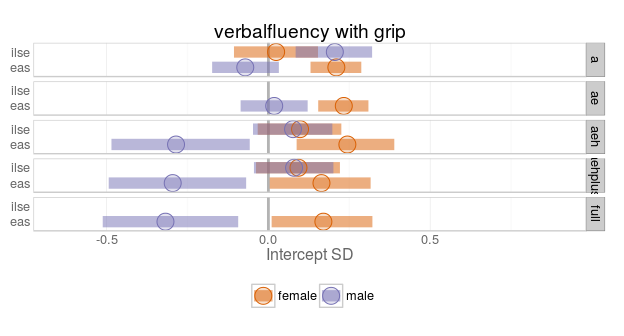 verbalfluency with grip
ilse
eas
a
ilse
eas
ae
ilse
eas
aeh
ilse
eas
ehplus
ilse
eas
full
-0.5 0.0 0.5
Intercept SD
female male